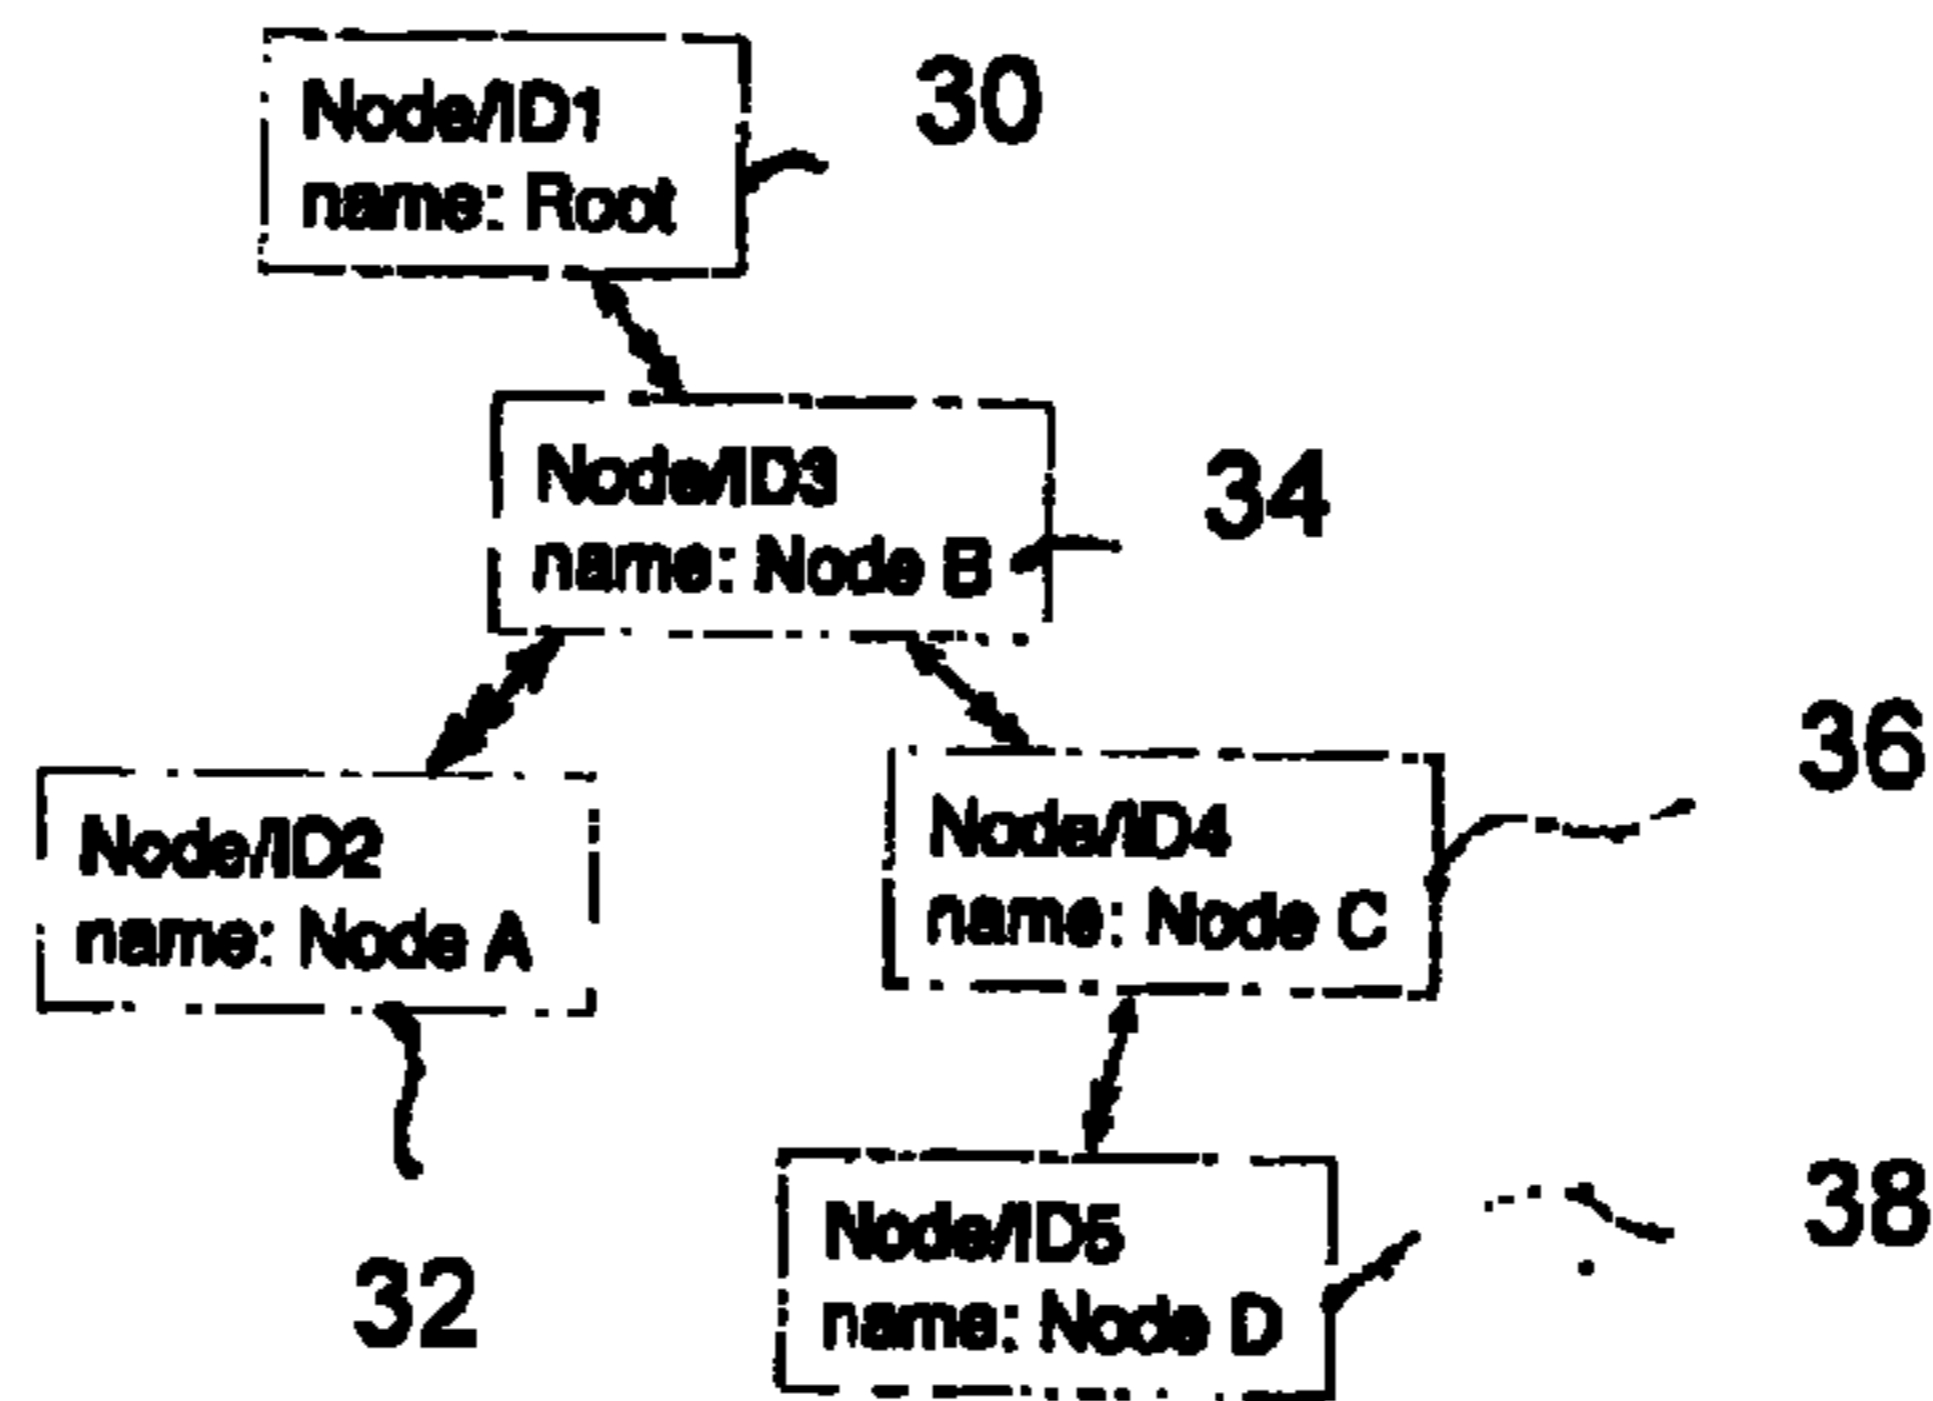 Node/ID1
name: Root
30
Node/ID3
name: Node B
34
Node/ID2
name: Node A
32
Node/ID4
name: Node C
36
Node/ID5
name: Node D
38